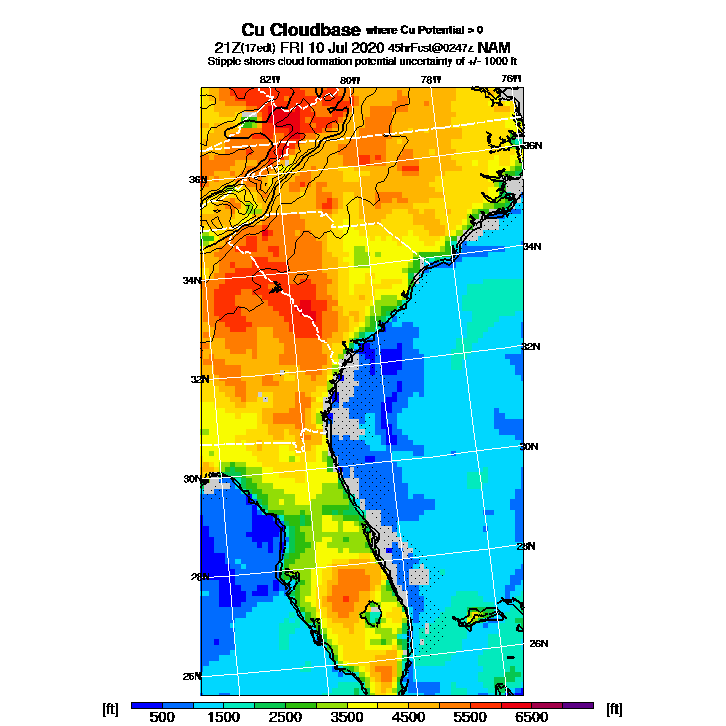 Cu Cloudbase where Cu Potential > 0
21Z(17edt) FRI 10 Jul 2020 45hrFcst@0247z NAM
Stipple shows cloud formation potential uncertainty of +/- 1000 ft
82W 80W 78W 76W
36N
36N
34N
34N
32N
32N
30N
30N
28N
28N
26N
26N
[ft] 500 1500 2500 3500 4500 5500 6500 [ft]